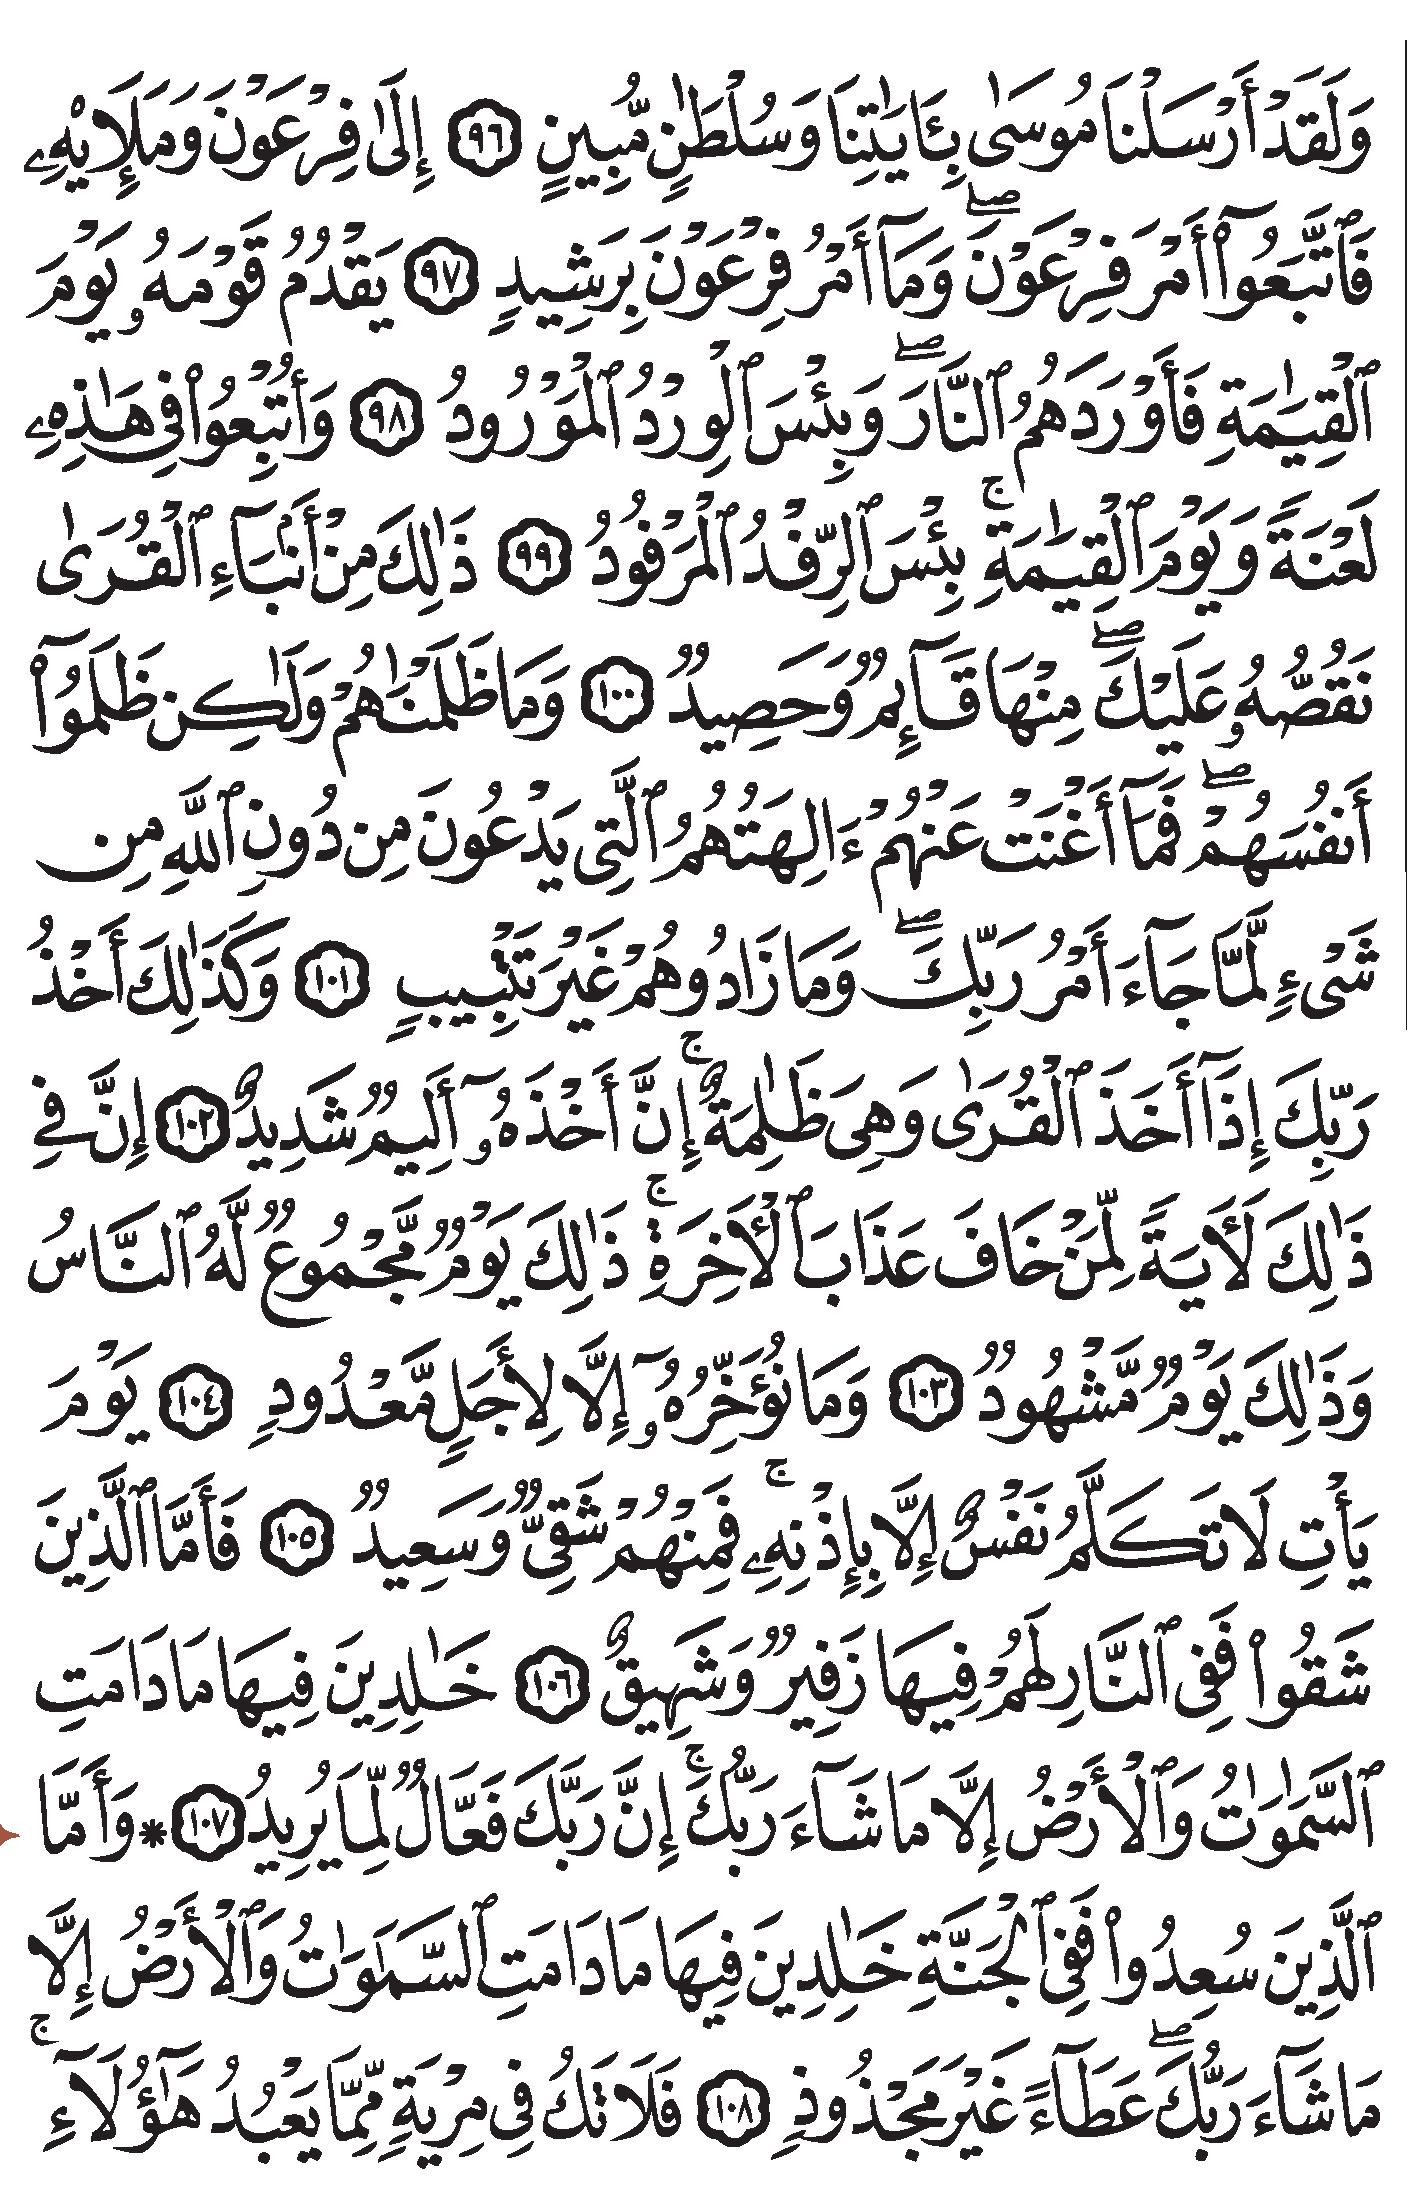 وَلَقَدْ أَرْسَلْنَا مُوسَىٰ بِـَٔايَـٰتِنَا وَسُلْطَـٰنٍ مُّبِينٍ ٩٦ إِلَىٰ فِرْعَوْنَ وَمَلَإِي۟هِۦ
فَٱتَّبَعُوٓا۟ أَمْرَ فِرْعَوْنَ ۖ وَمَآ أَمْرُ فِرْعَوْنَ بِرَشِيدٍ ٩٧ يَقْدُمُ قَوْمَهُۥ يَوْمَ
ٱلْقِيَـٰمَةِ فَأَوْرَدَهُمُ ٱلنَّارَ ۖ وَبِئْسَ ٱلْوِرْدُ ٱلْمَوْرُودُ ٩٨ وَأُتْبِعُوا۟ فِى هَـٰذِهِۦ
لَعْنَةً وَيَوْمَ ٱلْقِيَـٰمَةِ ۚ بِئْسَ ٱلرِّفْدُ ٱلْمَرْفُودُ ٩٩ ذَٰلِكَ مِنْ أَنۢبَآءِ ٱلْقُرَىٰ
نَقُصُّهُۥ عَلَيْكَ ۖ مِنْهَا قَآئِمٌ وَحَصِيدٌ ١٠٠ وَمَا ظَلَمْنَـٰهُمْ وَلَـٰكِن ظَلَمُوٓا۟
أَنفُسَهُمْ ۖ فَمَآ أَغْنَتْ عَنْهُمْ ءَالِهَتُهُمُ ٱلَّتِى يَدْعُونَ مِن دُونِ ٱللَّهِ مِن
شَىْءٍ لَّمَّا جَآءَ أَمْرُ رَبِّكَ ۖ وَمَا زَادُوهُمْ غَيْرَ تَتْبِيبٍ ١٠١ وَكَذَٰلِكَ أَخْذُ
رَبِّكَ إِذَآ أَخَذَ ٱلْقُرَىٰ وَهِىَ ظَـٰلِمَةٌ ۚ إِنَّ أَخْذَهُۥٓ أَلِيمٌ شَدِيدٌ ١٠٢ إِنَّ فِى
ذَٰلِكَ لَـَٔايَةً لِّمَنْ خَافَ عَذَابَ ٱلْـَٔاخِرَةِ ۚ ذَٰلِكَ يَوْمٌ مَّجْمُوعٌ لَّهُ ٱلنَّاسُ
وَذَٰلِكَ يَوْمٌ مَّشْهُودٌ ١٠٣ وَمَا نُؤَخِّرُهُۥٓ إِلَّا لِأَجَلٍ مَّعْدُودٍ ١٠٤ يَوْمَ
يَأْتِ لَا تَكَلَّمُ نَفْسٌ إِلَّا بِإِذْنِهِۦ ۚ فَمِنْهُمْ شَقِىٌّ وَسَعِيدٌ ١٠٥ فَأَمَّا ٱلَّذِينَ
شَقُوا۟ فَفِى ٱلنَّارِ لَهُمْ فِيهَا زَفِيرٌ وَشَهِيقٌ ١٠٦ خَـٰلِدِينَ فِيهَا مَا دَامَتِ
ٱلسَّمَـٰوَٰتُ وَٱلْأَرْضُ إِلَّا مَا شَآءَ رَبُّكَ ۚ إِنَّ رَبَّكَ فَعَّالٌ لِّمَا يُرِيدُ ١٠٧ * وَأَمَّا
ٱلَّذِينَ سُعِدُوا۟ فَفِى ٱلْجَنَّةِ خَـٰلِدِينَ فِيهَا مَا دَامَتِ ٱلسَّمَـٰوَٰتُ وَٱلْأَرْضُ إِلَّا
مَا شَآءَ رَبُّكَ ۖ عَطَآءً غَيْرَ مَجْذُوذٍ ١٠٨ فَلَا تَكُ فِى مِرْيَةٍ مِّمَّا يَعْبُدُ هَـٰٓؤُلَآءِ ۚ